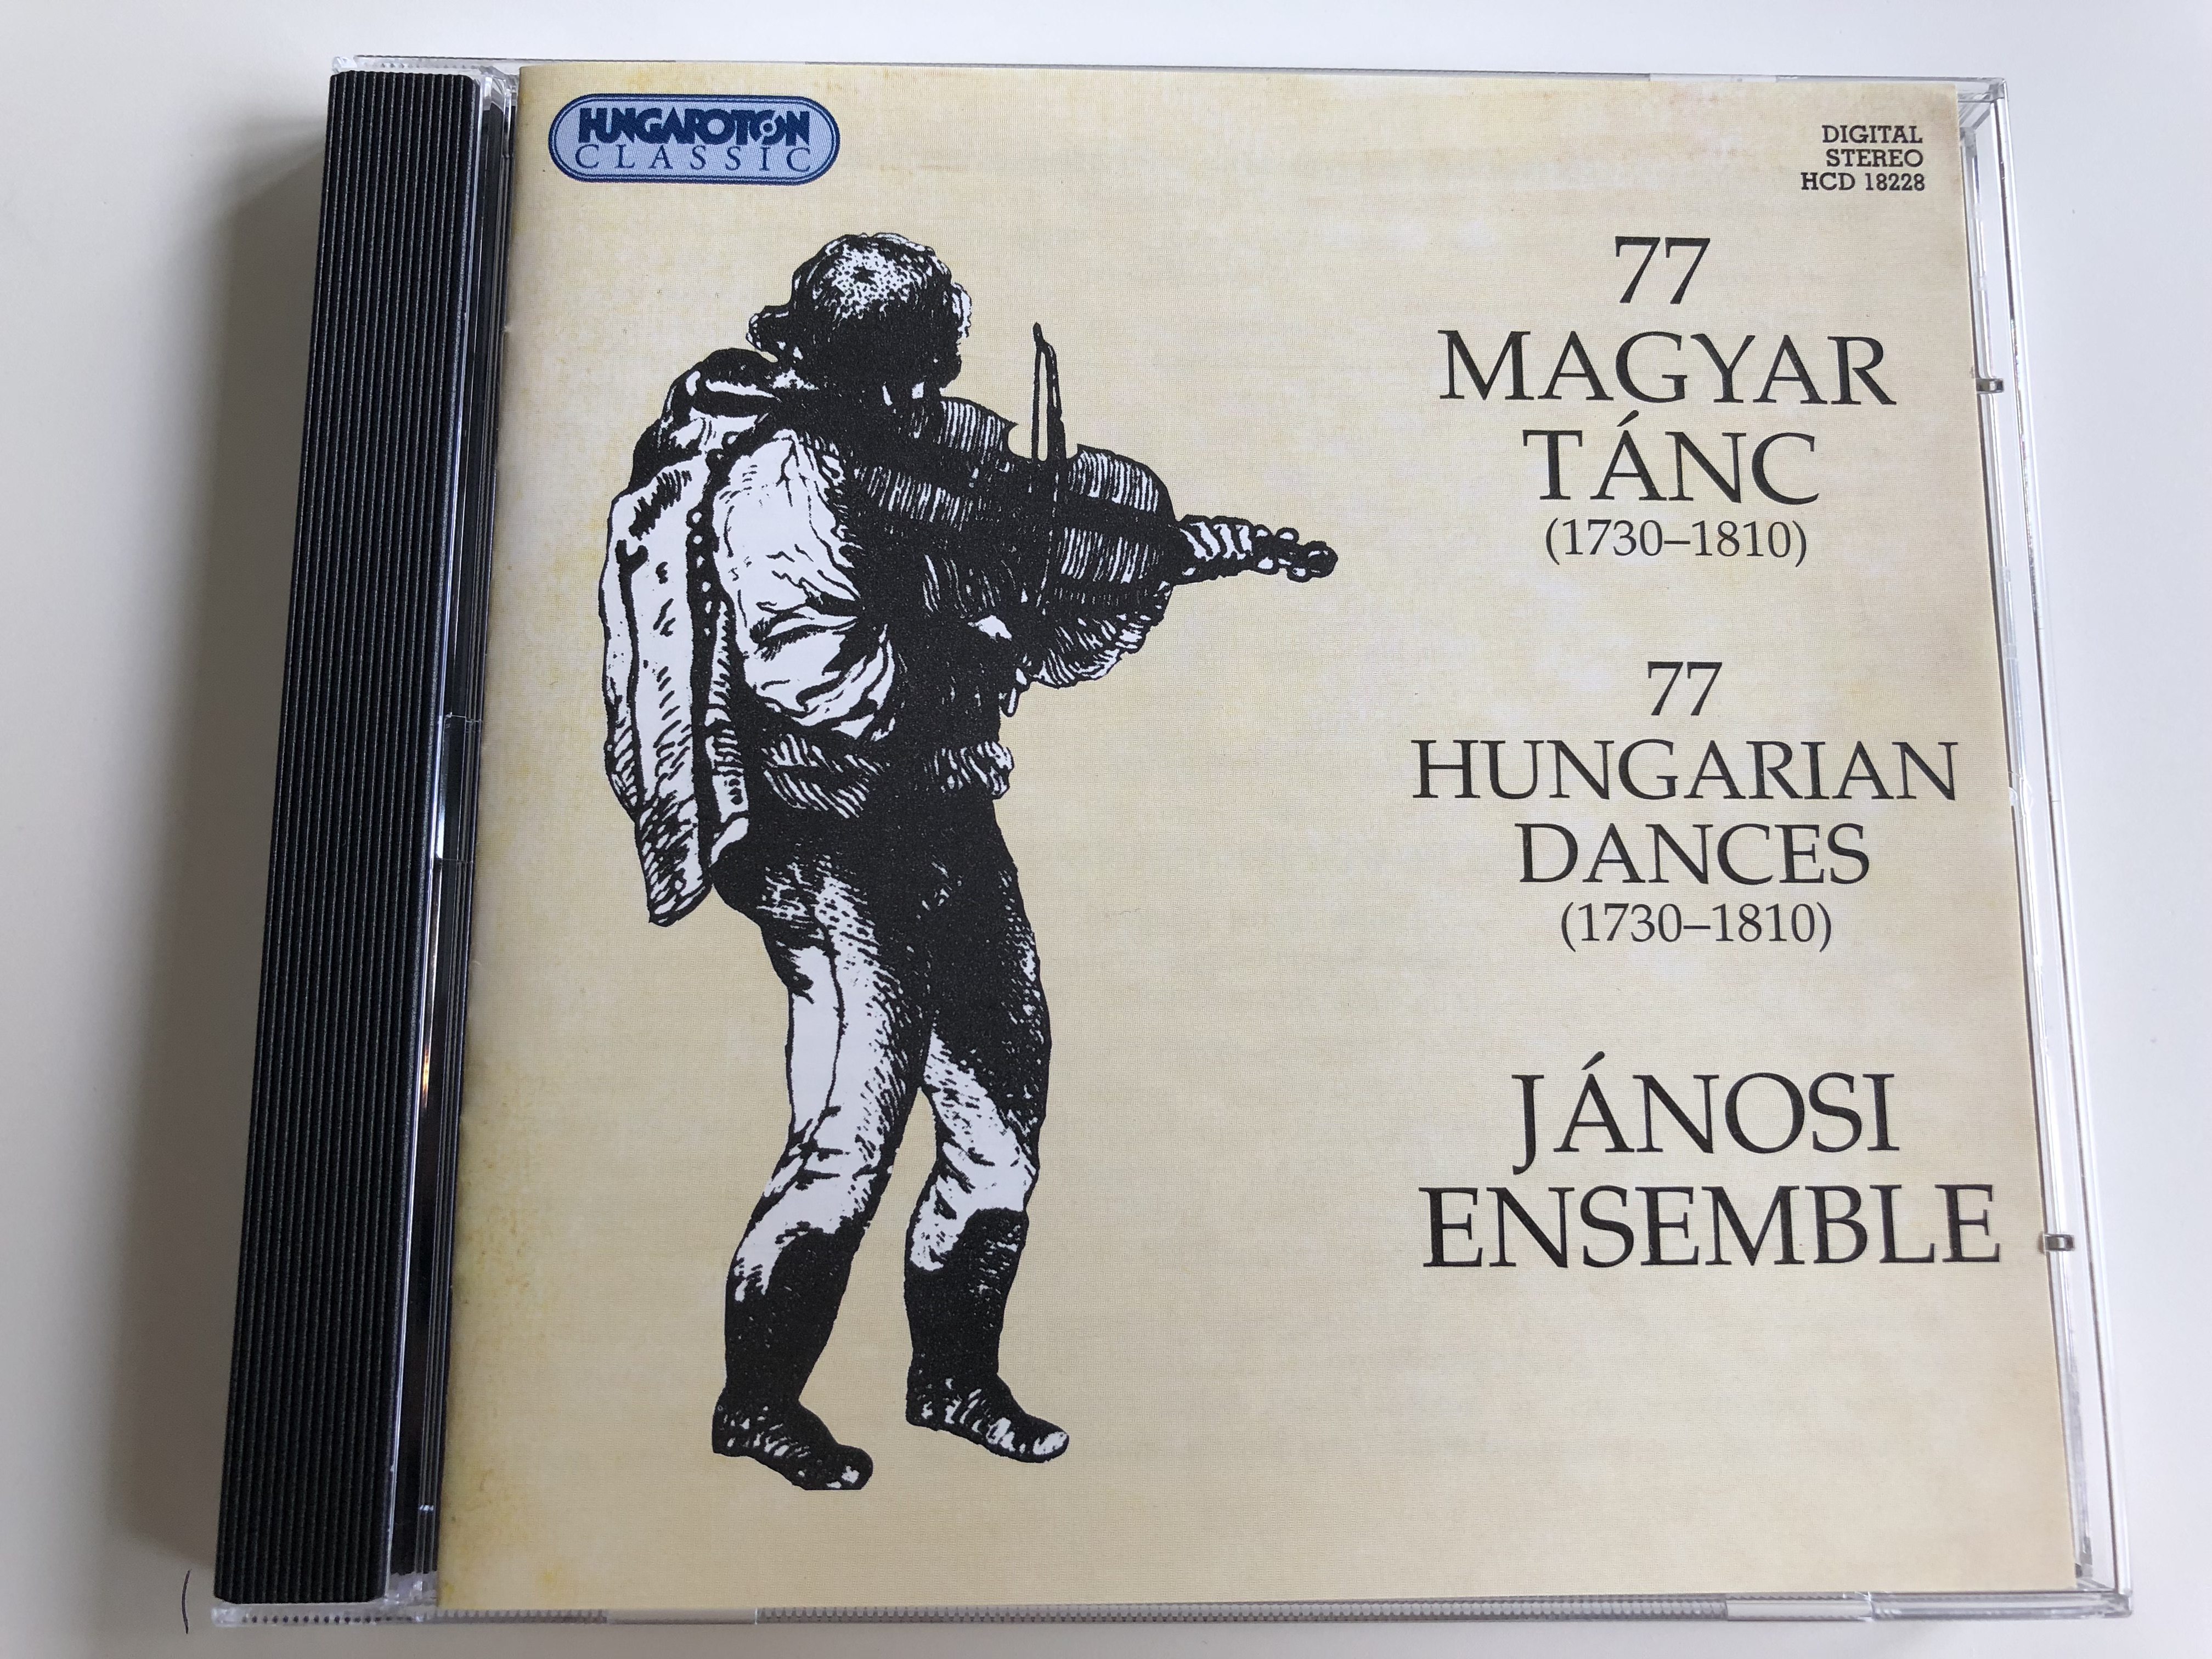 HUNGAROTON
CLASSIC
DIGITAL
STEREO
HCD 18228
77
MAGYAR
TÁNC
(1730–1810)
77
HUNGARIAN
DANCES
(1730–1810)
JÁNOSI
ENSEMBLE